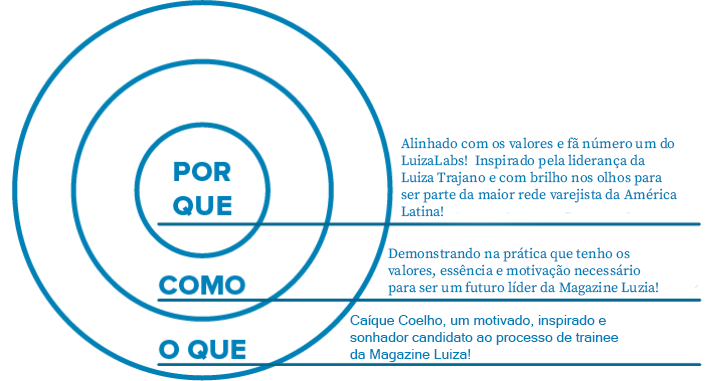 Alinhado com os valores e fã número um do
LuizaLabs!  Inspirado pela liderança da
Luiza Trajano e com brilho nos olhos para
ser parte da maior rede varejista da América
Latina!
POR
QUE
Demonstrando na prática que tenho os
valores, essência e motivação necessário
para ser um futuro líder da Magazine Luzia!
COMO
Caíque Coelho, um motivado, inspirado e
sonhador candidato ao processo de trainee
da Magazine Luiza!
O QUE